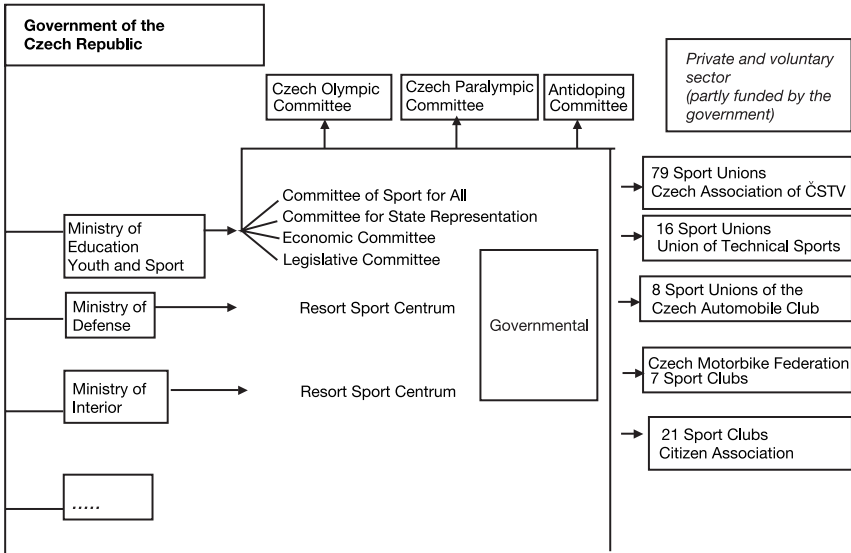 Government of the
Czech Republic
Czech Olympic
Committee
Czech Paralympic
Committee
Antidoping
Committee
Private and voluntary
sector
(partly funded by the
government)
Ministry of
Education
Youth and Sport
Committee of Sport for All
Committee for State Representation
Economic Committee
Legislative Committee
Ministry of
Defense
Resort Sport Centrum
Ministry of
Interior
Resort Sport Centrum
.....
Governmental
79 Sport Unions
Czech Association of ČSTV
16 Sport Unions
Union of Technical Sports
8 Sport Unions of the
Czech Automobile Club
Czech Motorbike Federation
7 Sport Clubs
21 Sport Clubs
Citizen Association